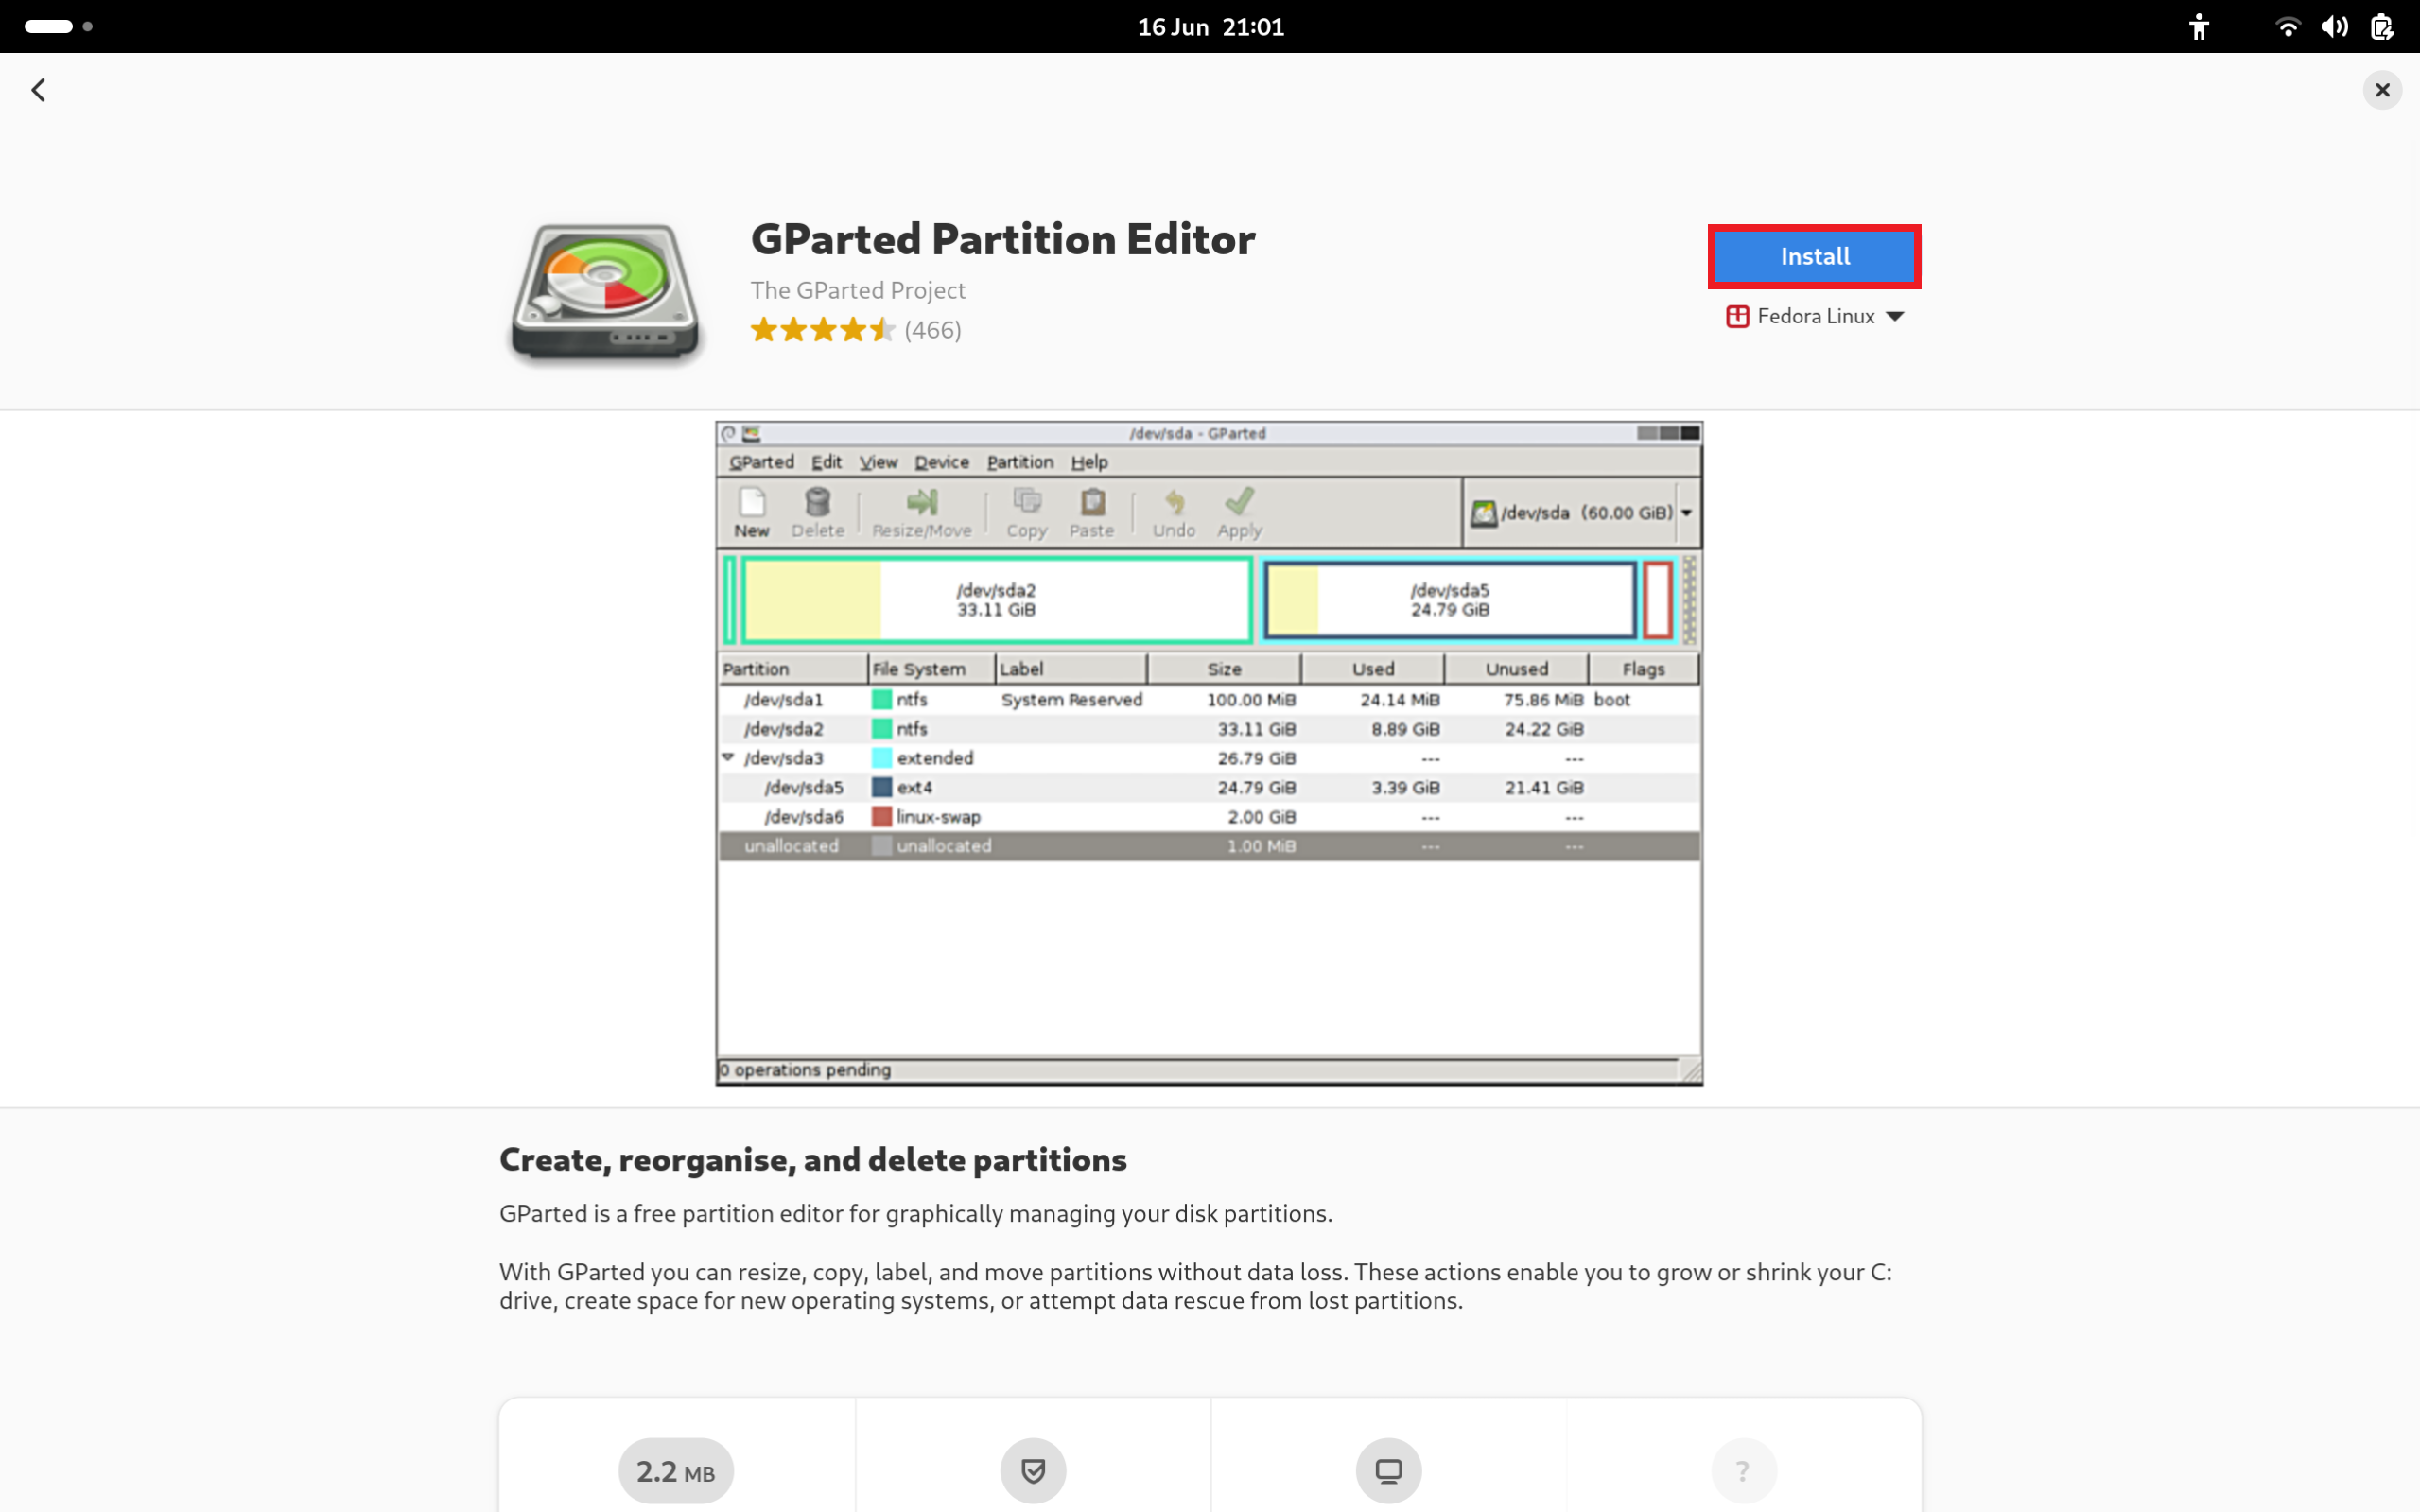 16 Jun 21:01
GParted Partition Editor
The GParted Project
(466)
Install
Fedora Linux
/dev/sda - GParted
GParted Edit View Device Partition Help
New Delete Resize/Move Copy Paste Undo Apply /dev/sda (60.00 GiB)
/dev/sda2 /dev/sda5
33.11 GiB 24.79 GiB
Partition File System Label Size Used Unused Flags
/dev/sda1 ntfs System Reserved 100.00 MiB 24.14 MiB 75.86 MiB boot
/dev/sda2 ntfs 33.11 GiB 8.89 GiB 24.22 GiB
/dev/sda3 extended 26.79 GiB --- ---
/dev/sda5 ext4 24.79 GiB 3.39 GiB 21.41 GiB
/dev/sda6 linux-swap 2.00 GiB --- ---
unallocated unallocated 1.00 MiB --- ---
0 operations pending
Create, reorganise, and delete partitions
GParted is a free partition editor for graphically managing your disk partitions.
With GParted you can resize, copy, label, and move partitions without data loss. These actions enable you to grow or shrink your C:
drive, create space for new operating systems, or attempt data rescue from lost partitions.
2.2 MB ?